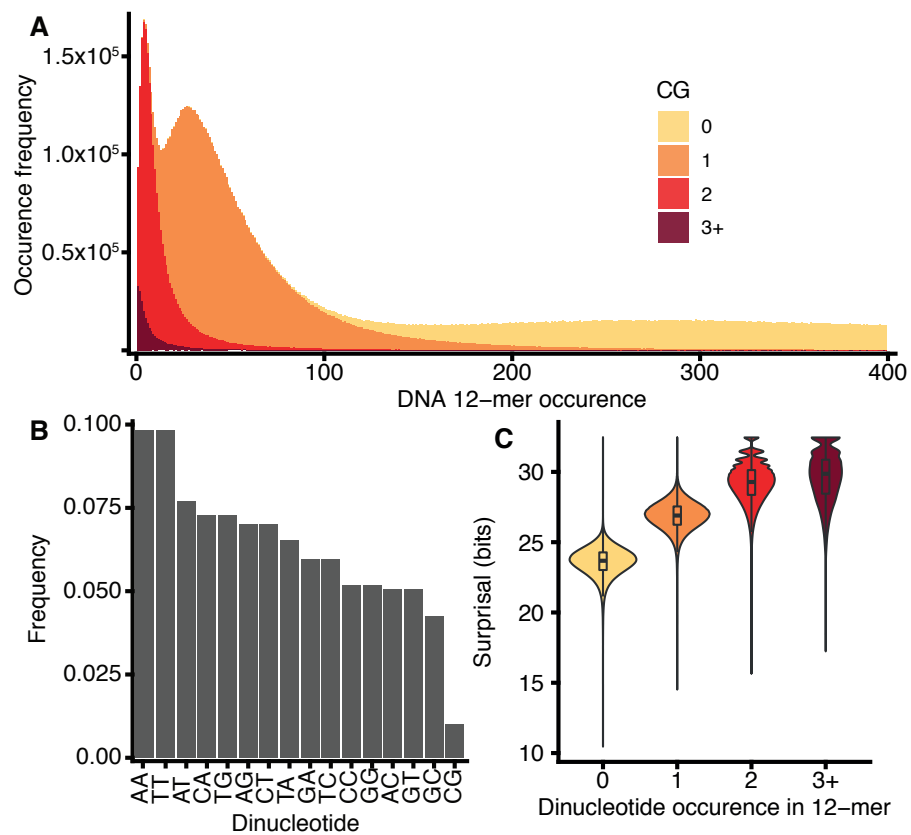 A
Occurence frequency
1.5x10⁵
1.0x10⁵
0.5x10⁵
0
100
200
300
400
DNA 12−mer occurence
CG
0
1
2
3+
B
Frequency
0.100
0.075
0.050
0.025
0.00
AA
TT
AT
CA
TG
AG
CT
TA
GA
TC
CC
GG
AC
GT
GC
CG
Dinucleotide
C
Surprisal (bits)
30
25
20
15
10
0
1
2
3+
Dinucleotide occurence in 12−mer